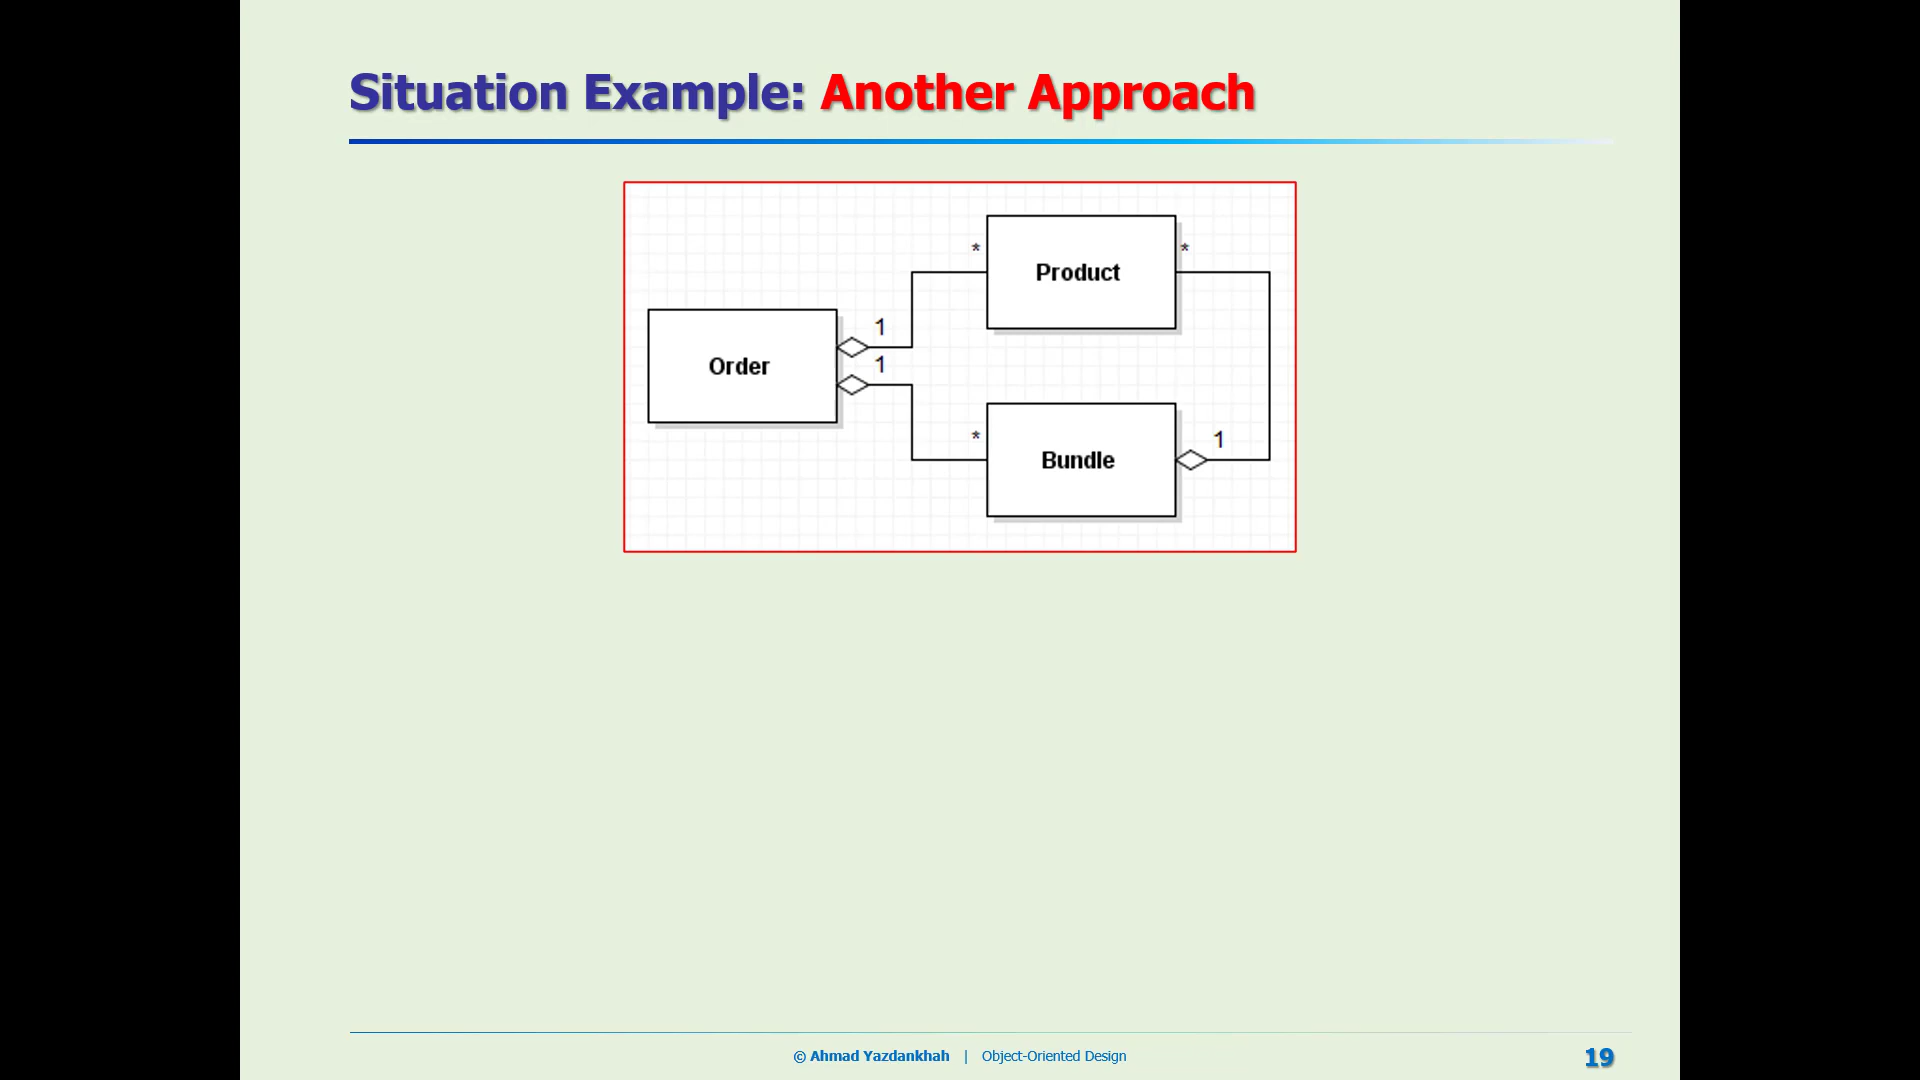 Situation Example: Another Approach
* Product *
1
Order
1
* Bundle 1
© Ahmad Yazdankhah | Object-Oriented Design 19